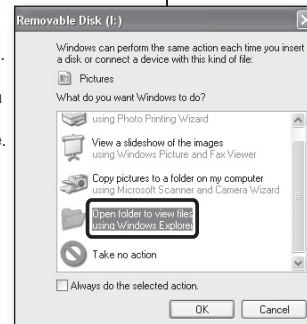 Removable Disk (I:)
Windows can perform the same action each time you insert
a disk or connect a device with this kind of file:
Pictures
What do you want Windows to do?
using Photo Printing Wizard
View a slideshow of the images
using Windows Picture and Fax Viewer
Copy pictures to a folder on my computer
using Microsoft Scanner and Camera Wizard
Open folder to view files
using Windows Explorer
Take no action
Always do the selected action.
OK
Cancel